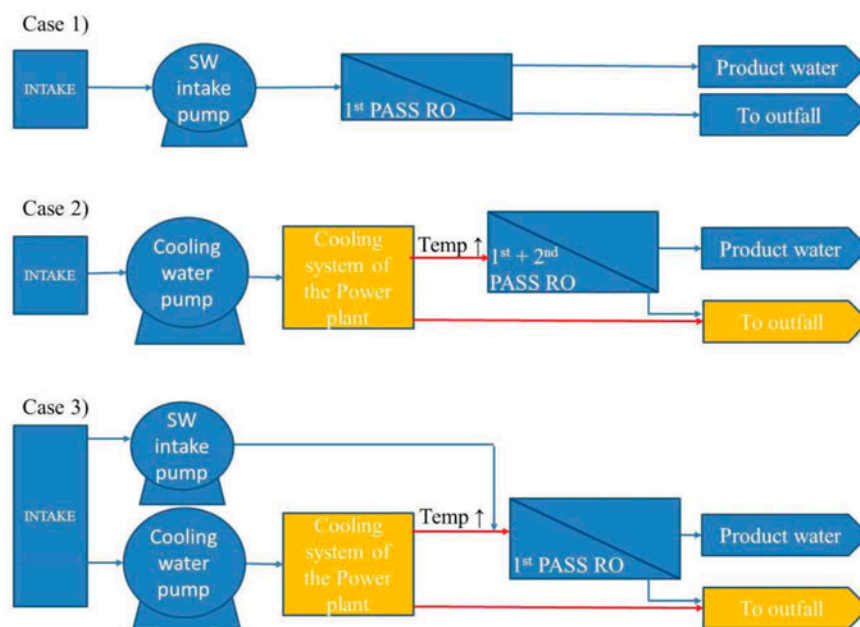 Case 1)
INTAKE
SW
intake
pump
1st PASS RO
Product water
To outfall
Case 2)
INTAKE
Cooling
water
pump
Cooling
system of
the Power
plant
Temp ↑
1st + 2nd
PASS RO
Product water
To outfall
Case 3)
INTAKE
SW
intake
pump
Cooling
water
pump
Cooling
system of
the Power
plant
Temp ↑
1st PASS RO
Product water
To outfall